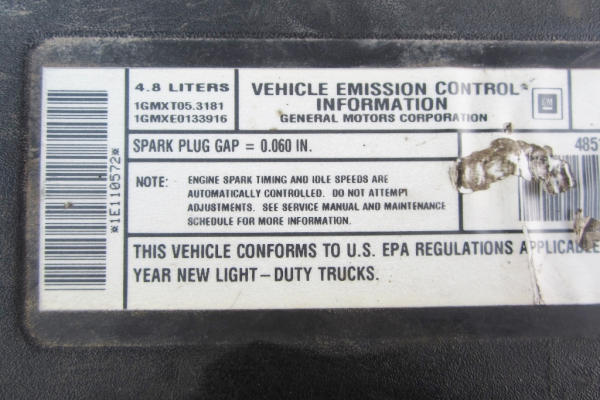 *1E110572*
4.8 LITERS
1GMXT05.3181
1GMXE0133916
VEHICLE EMISSION CONTROL
INFORMATION
GENERAL MOTORS CORPORATION
GM
SPARK PLUG GAP = 0.060 IN.
NOTE: ENGINE SPARK TIMING AND IDLE SPEEDS ARE
AUTOMATICALLY CONTROLLED. DO NOT ATTEMPT
ADJUSTMENTS. SEE SERVICE MANUAL AND MAINTENANCE
SCHEDULE FOR MORE INFORMATION.
4851
THIS VEHICLE CONFORMS TO U.S. EPA REGULATIONS APPLICABLE
YEAR NEW LIGHT-DUTY TRUCKS.